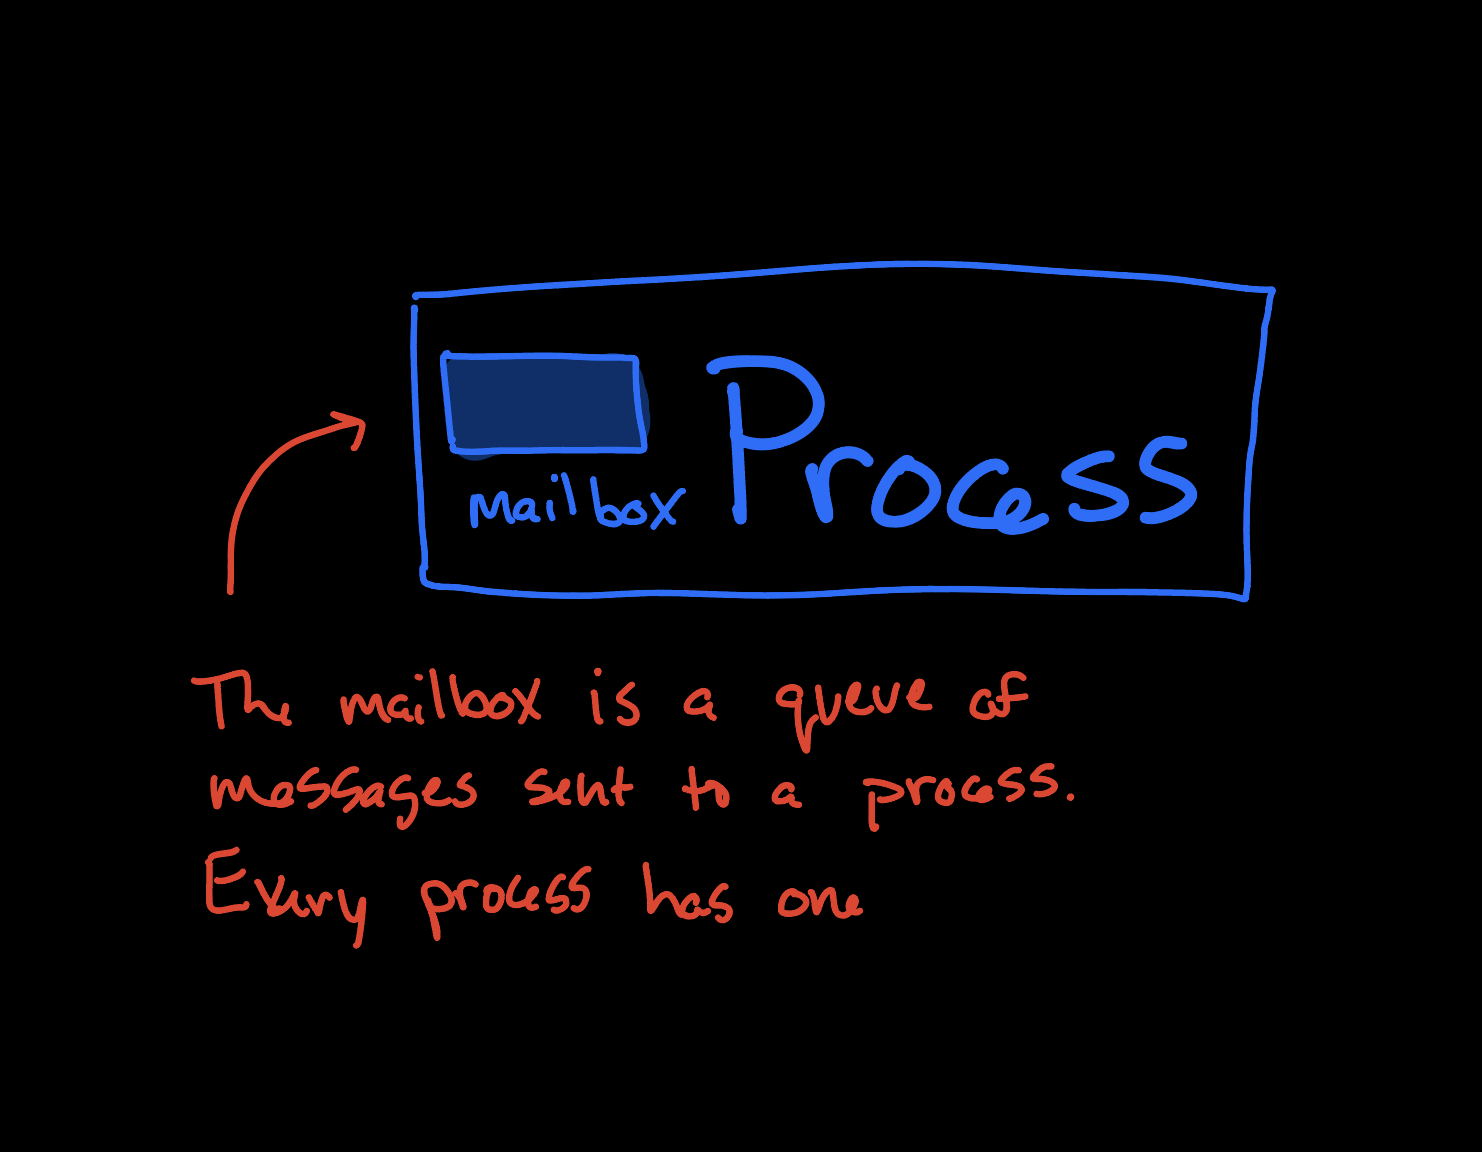 Process
mailbox
The mailbox is a queue of
messages sent to a process.
Every process has one